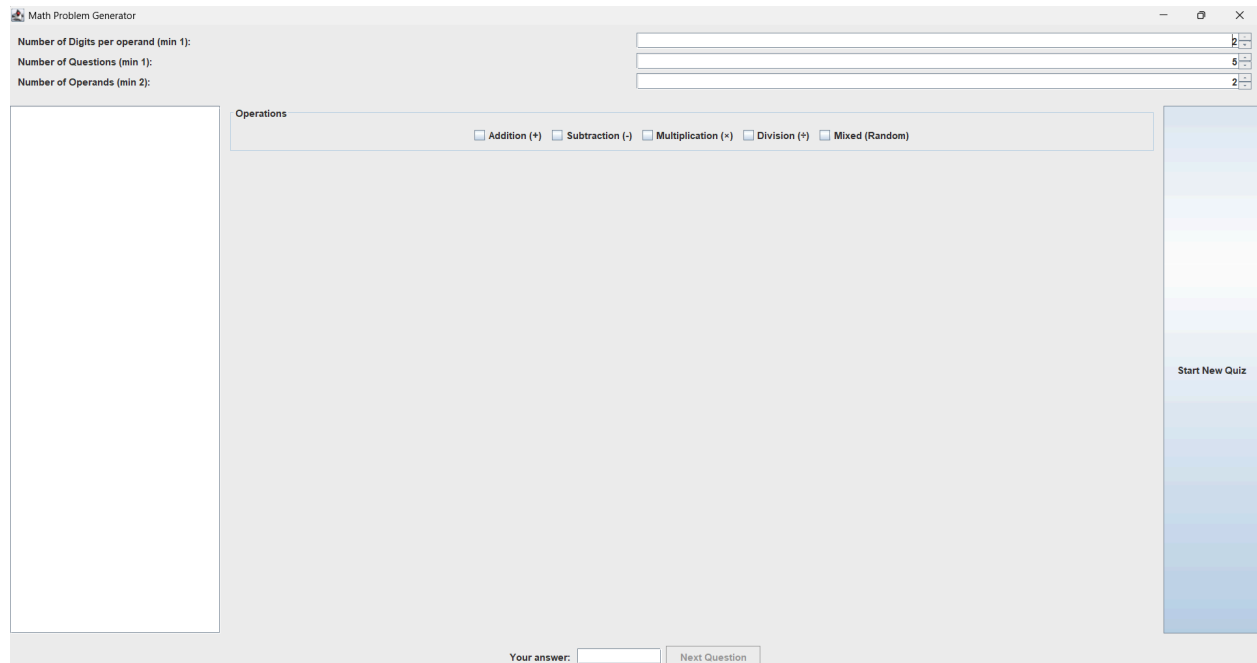 Math Problem Generator
Number of Digits per operand (min 1): 2
Number of Questions (min 1): 5
Number of Operands (min 2): 2
Operations
Addition (+) Subtraction (-) Multiplication (×) Division (÷) Mixed (Random)
Start New Quiz
Your answer: Next Question